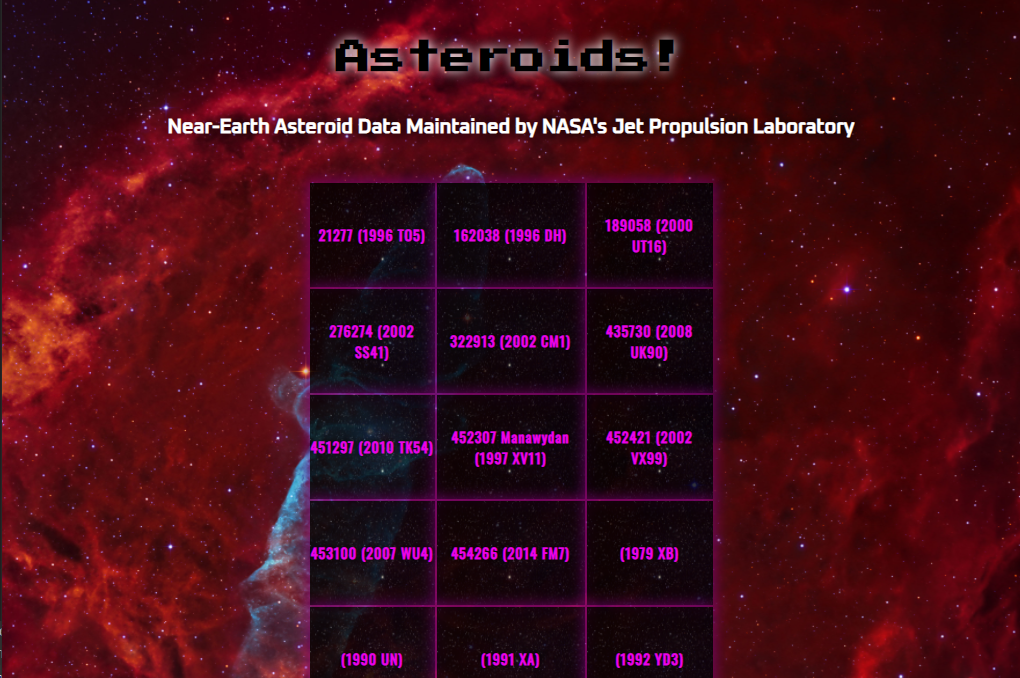 Asteroids!
Near-Earth Asteroid Data Maintained by NASA's Jet Propulsion Laboratory
21277 (1996 TO5)
162038 (1996 DH)
189058 (2000
UT16)
276274 (2002
SS41)
322913 (2002 CM1)
435730 (2008
UK90)
451297 (2010 TK54)
452307 Manawydan
(1997 XV11)
452421 (2002
VX99)
453100 (2007 WU4)
454266 (2014 FM7)
(1979 XB)
(1990 UN)
(1991 XA)
(1992 YD3)